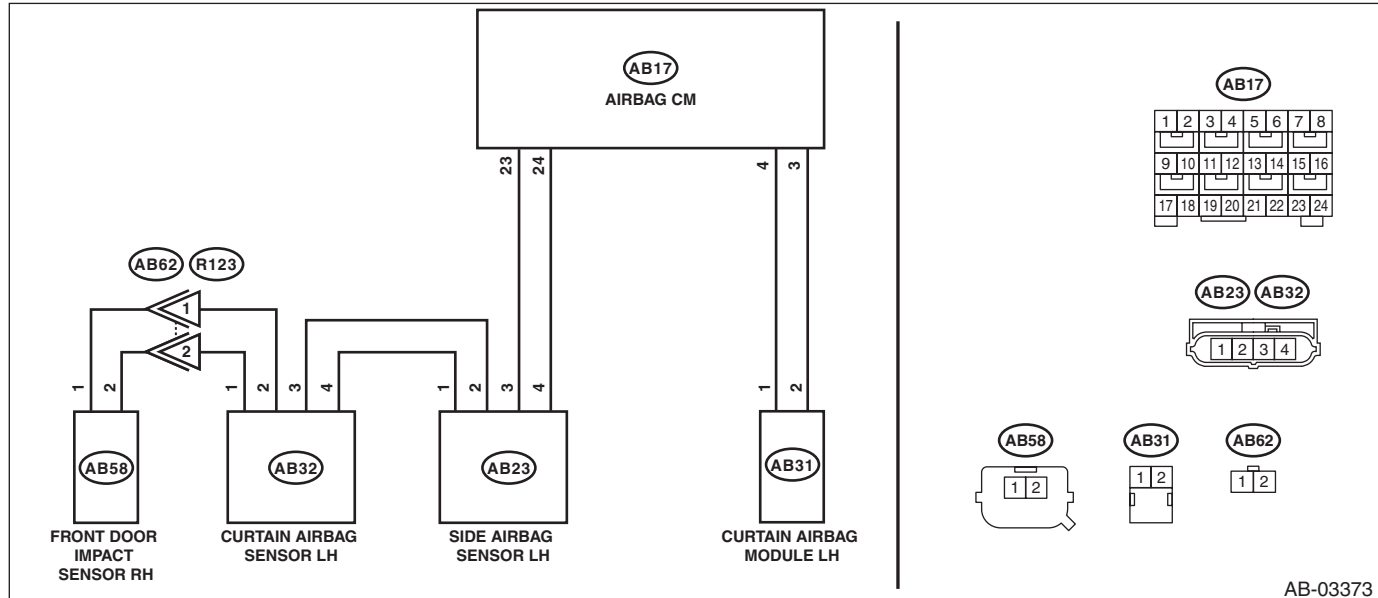 AB17
AIRBAG CM
23
24
4
3
AB62 R123
1
2
1
2
1
2
3
4
1
2
3
4
1
2
AB58
AB32
AB23
AB31
FRONT DOOR
IMPACT
SENSOR RH
CURTAIN AIRBAG
SENSOR LH
SIDE AIRBAG
SENSOR LH
CURTAIN AIRBAG
MODULE LH
AB17
1 2 3 4 5 6 7 8
9 10 11 12 13 14 15 16
17 18 19 20 21 22 23 24
AB23 AB32
1 2 3 4
AB58
1 2
AB31
1 2
AB62
1 2
AB-03373